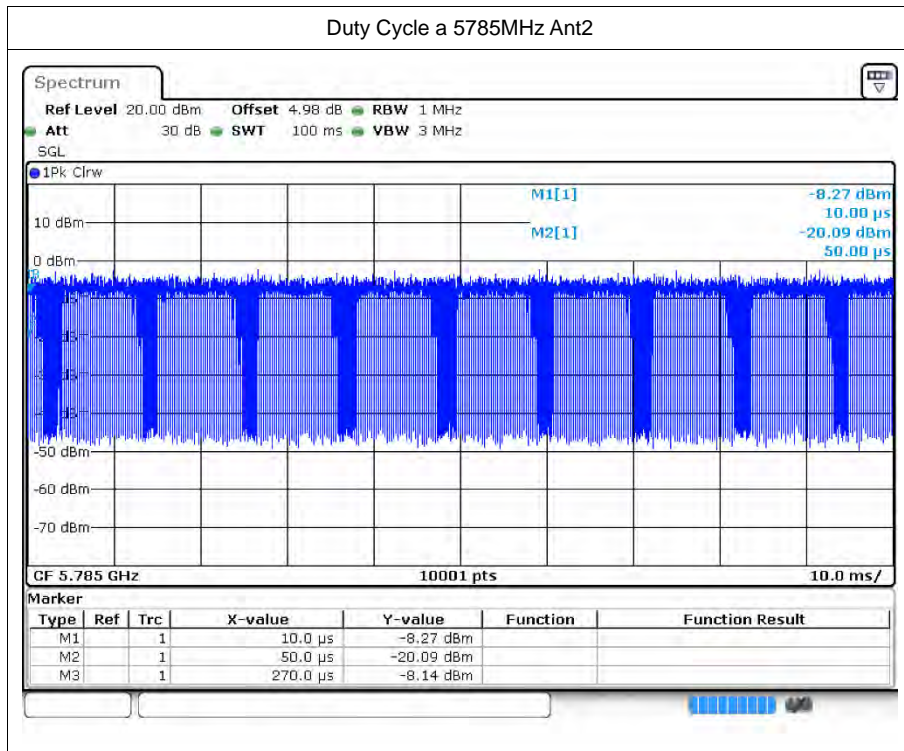 Duty Cycle a 5785MHz Ant2
Spectrum
Ref Level 20.00 dBm Offset 4.98 dB RBW 1 MHz
Att 30 dB SWT 100 ms VBW 3 MHz
SGL
1Pk Clrw
M1[1] -8.27 dBm
10.00 µs
10 dBm
M2[1] -20.09 dBm
50.00 µs
0 dBm
-50 dBm
-60 dBm
-70 dBm
CF 5.785 GHz 10001 pts 10.0 ms/
Marker
Type Ref Trc X-value Y-value Function Function Result
M1 1 10.0 µs -8.27 dBm
M2 1 50.0 µs -20.09 dBm
M3 1 270.0 µs -8.14 dBm